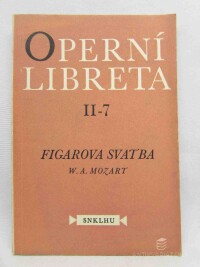 OPERNÍ
LIBRETA
II-7
FIGAROVA SVATBA
W. A. MOZART
SNKLHU